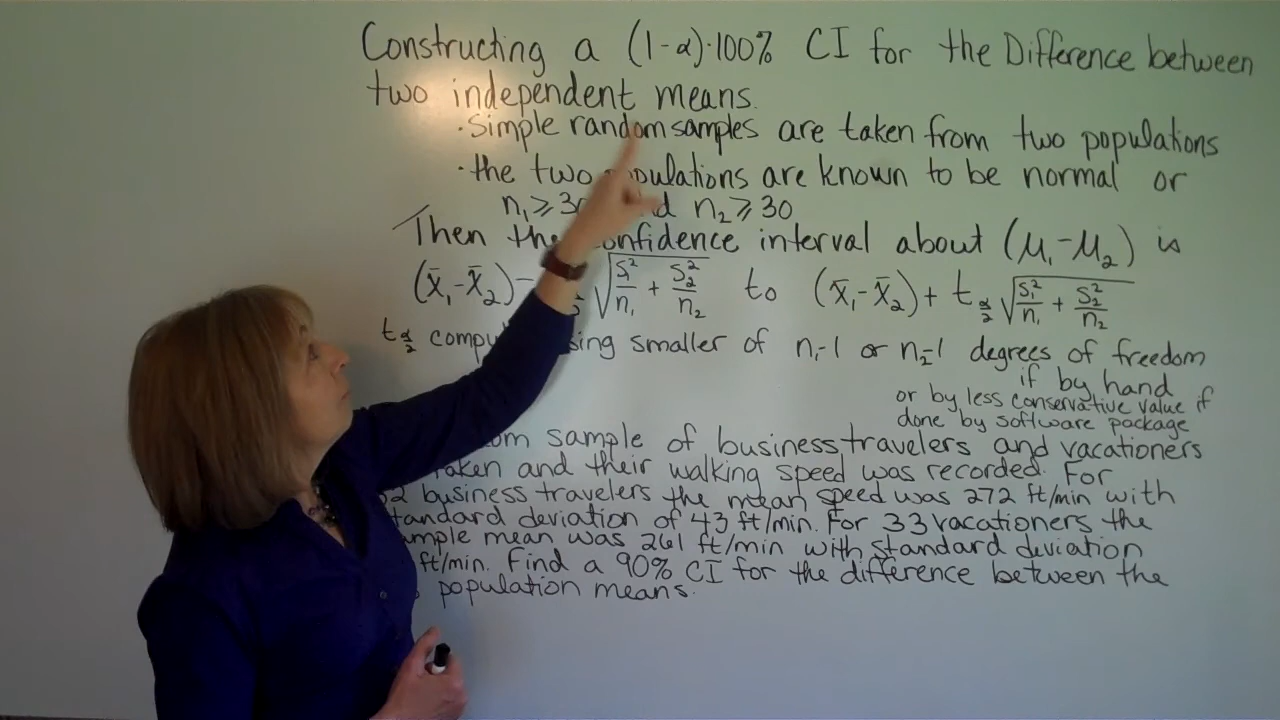 Constructing a (1-α)·100% CI for the Difference between
two independent means.
·Simple random samples are taken from two populations
·the two populations are known to be normal or
n₁ ⩾ 30 n₂ ⩾ 30
Then the confidence interval about (μ₁-μ₂) is
(x̄₁-x̄₂)- √(S₁²/n₁ + S₂²/n₂) to (x̄₁-x̄₂)+ t α/2 √(S₁²/n₁ + S₂²/n₂)
t α/2 smaller of n₁-1 or n₂-1 degrees of freedom
if by hand
or by less conservative value if
done by software package
sample of business travelers and vacationers
taken and their walking speed was recorded. For
business travelers the mean speed was 272 ft/min with
standard deviation of 43 ft/min. For 33 vacationers the
mean was 261 ft/min with standard deviation
ft/min. Find a 90% CI for the difference between the
population means.